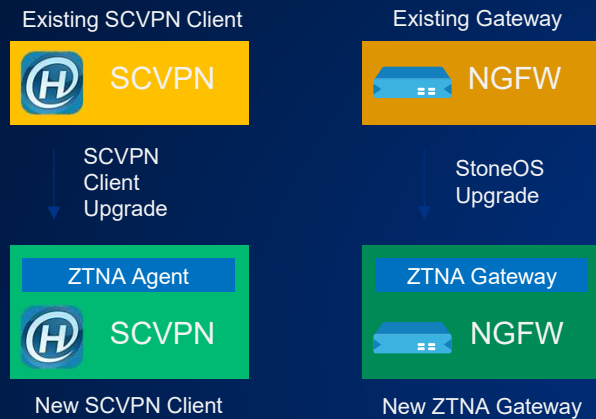 Existing SCVPN Client
SCVPN
SCVPN
Client
Upgrade
ZTNA Agent
SCVPN
New SCVPN Client
Existing Gateway
NGFW
StoneOS
Upgrade
ZTNA Gateway
NGFW
New ZTNA Gateway